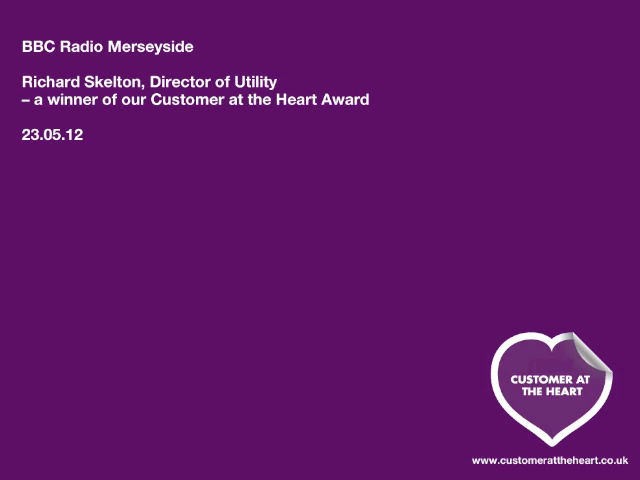 BBC Radio Merseyside
Richard Skelton, Director of Utility
– a winner of our Customer at the Heart Award
23.05.12
CUSTOMER AT
THE HEART
www.customerattheheart.co.uk